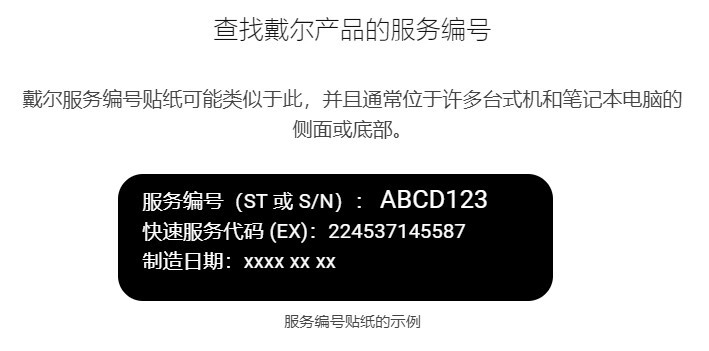 查找戴尔产品的服务编号
戴尔服务编号贴纸可能类似于此，并且通常位于许多台式机和笔记本电脑的
侧面或底部。
服务编号（ST 或 S/N）： ABCD123
快速服务代码 (EX)：224537145587
制造日期：xxxx xx xx
服务编号贴纸的示例